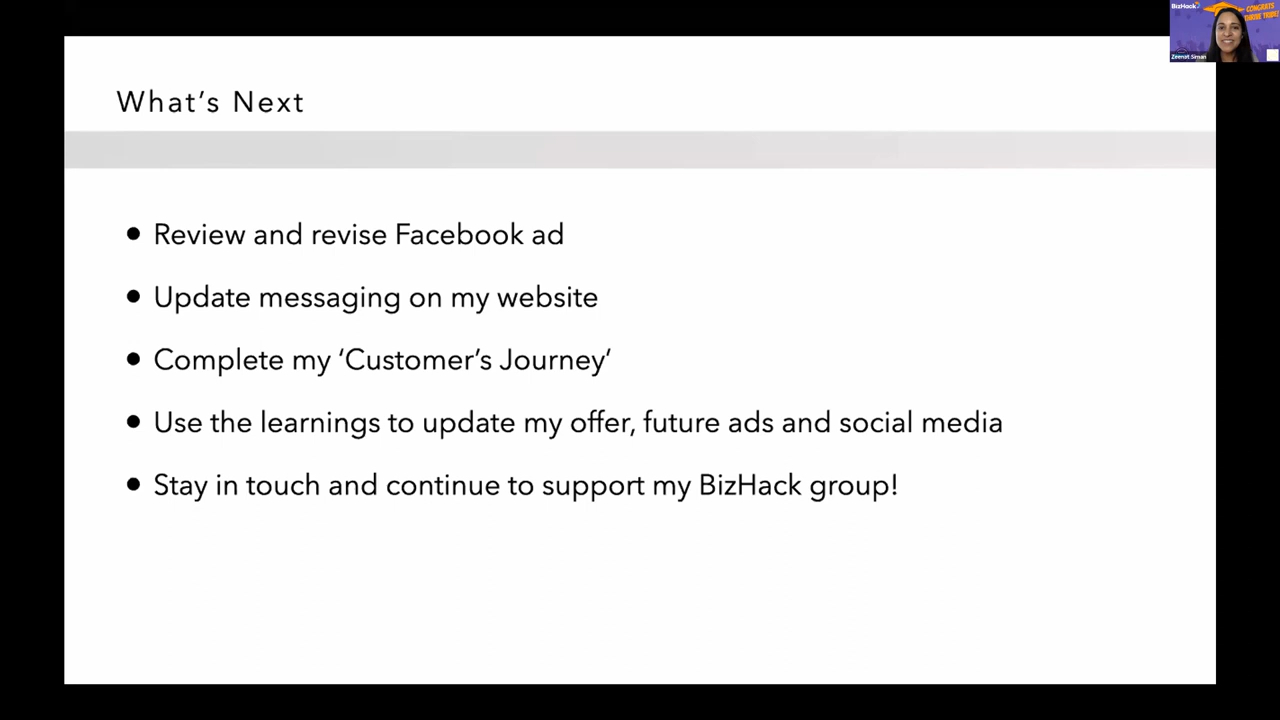 BizHack
CONGRATS
What’s Next
• Review and revise Facebook ad
• Update messaging on my website
• Complete my ‘Customer’s Journey’
• Use the learnings to update my offer, future ads and social media
• Stay in touch and continue to support my BizHack group!